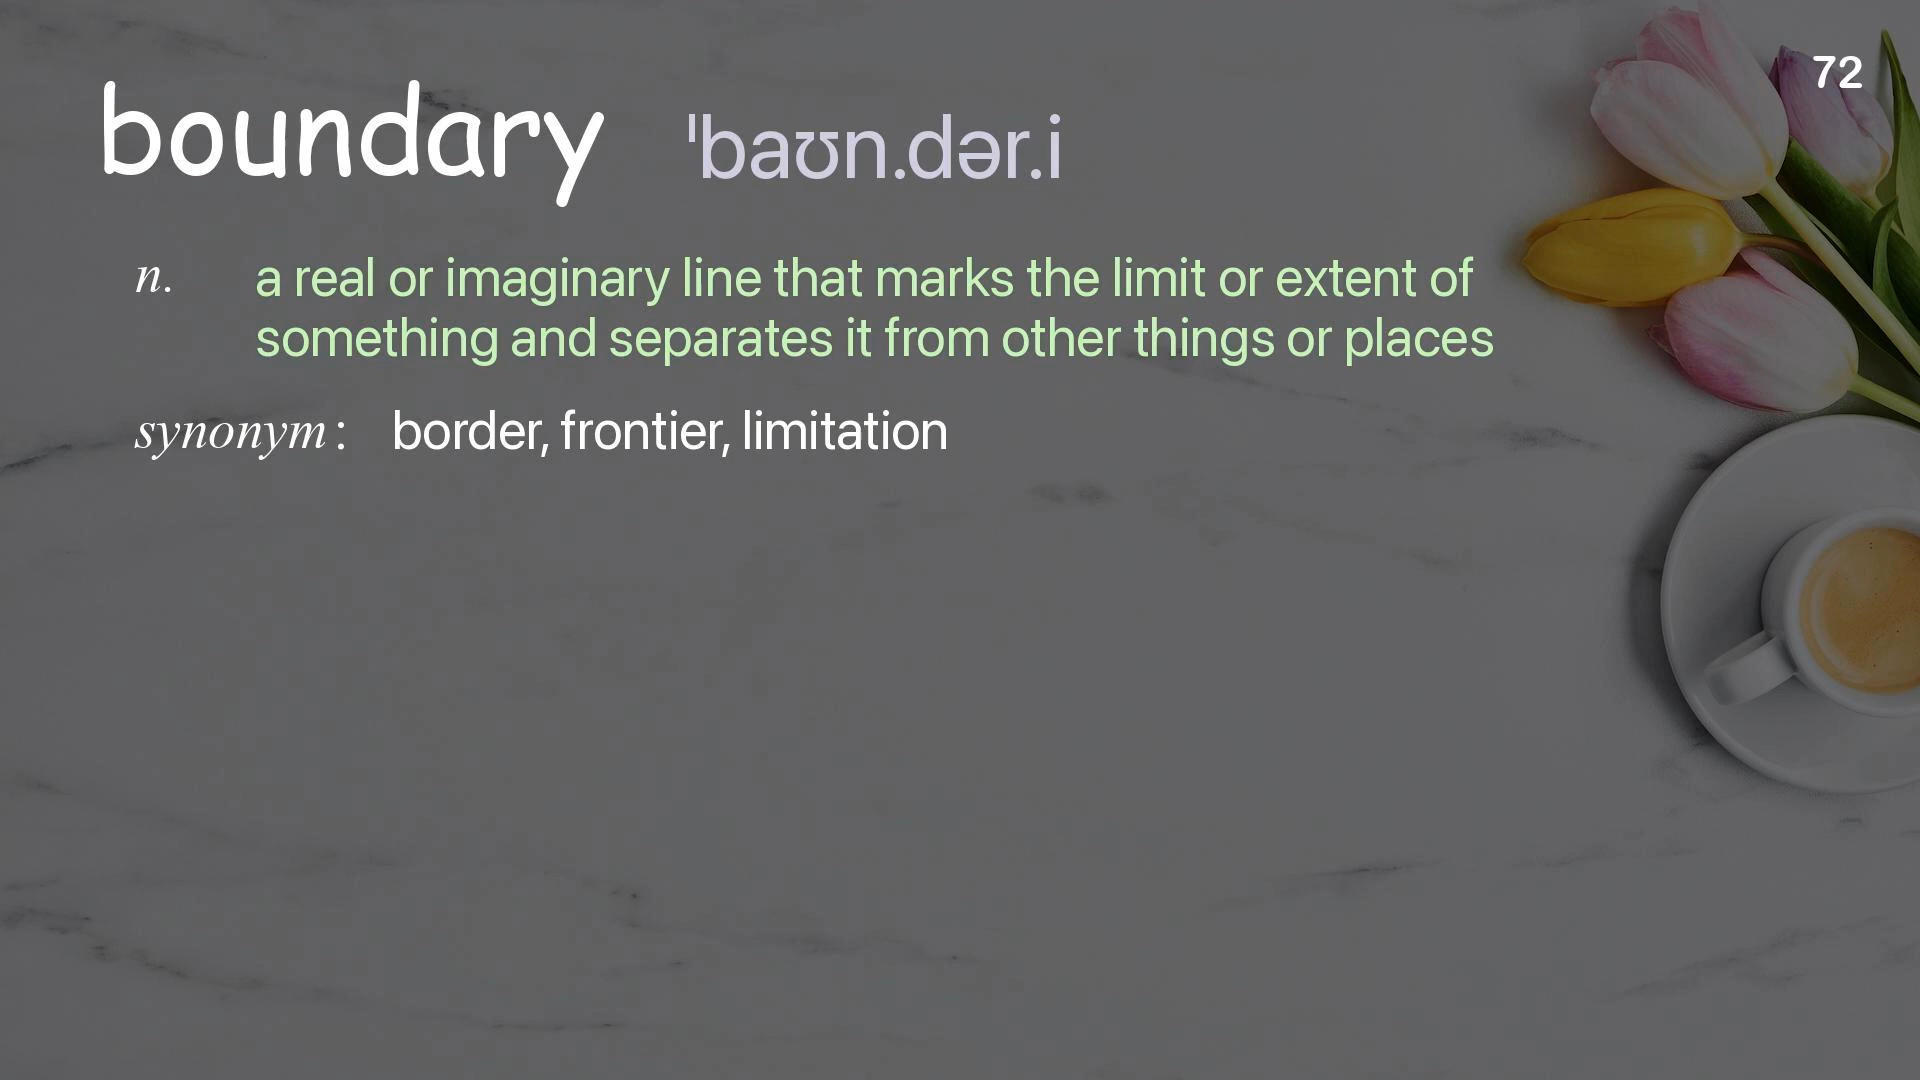 72
boundary ˈbaʊn.dər.i
n. a real or imaginary line that marks the limit or extent of
something and separates it from other things or places
synonym: border, frontier, limitation